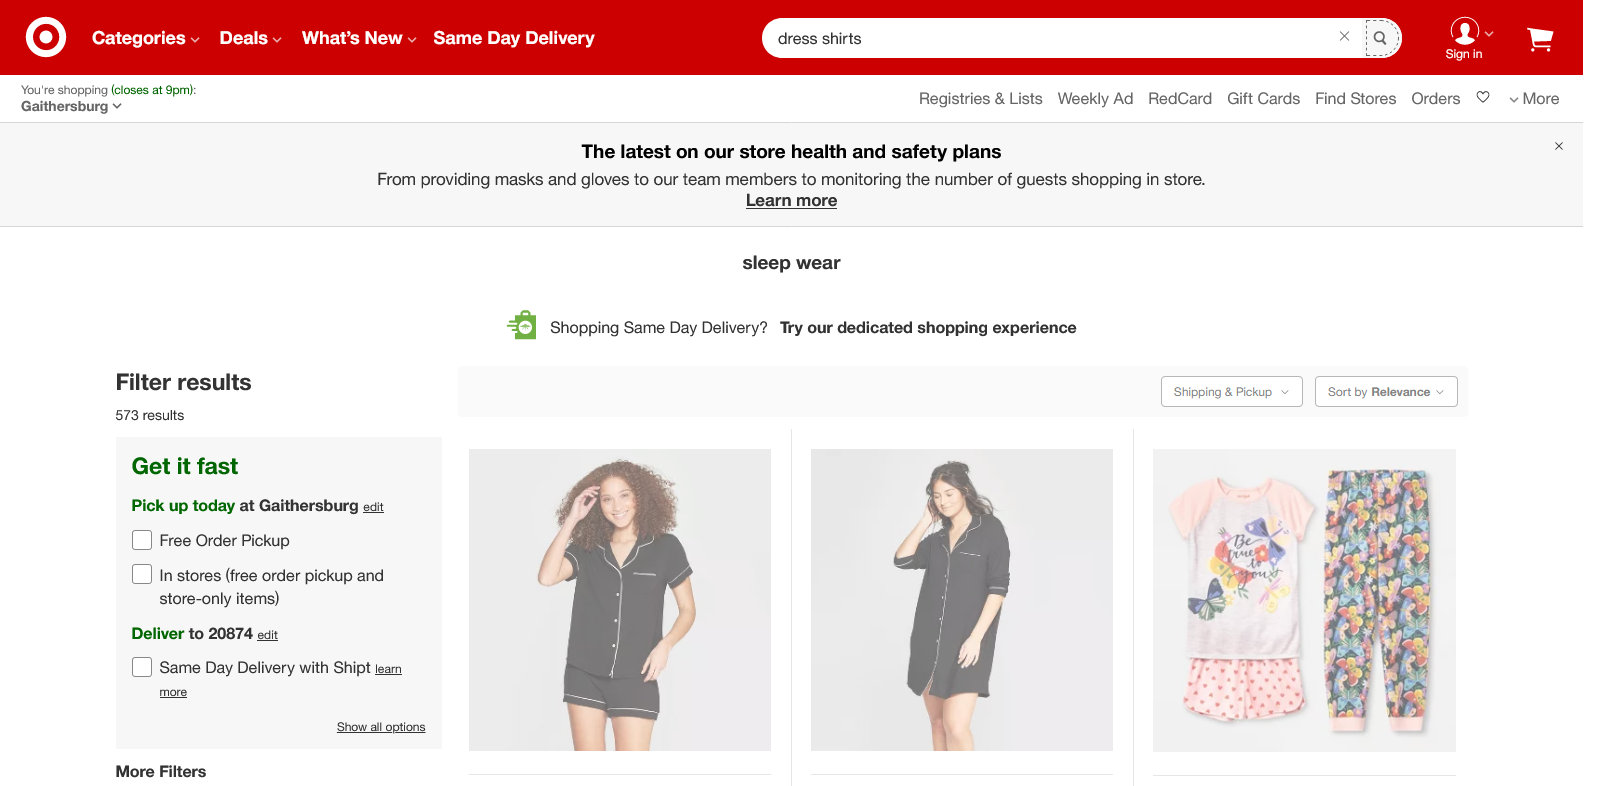 Categories Deals What's New Same Day Delivery
dress shirts
Sign in
You're shopping (closes at 9pm):
Gaithersburg
Registries & Lists Weekly Ad RedCard Gift Cards Find Stores Orders More
The latest on our store health and safety plans
From providing masks and gloves to our team members to monitoring the number of guests shopping in store.
Learn more
sleep wear
Shopping Same Day Delivery? Try our dedicated shopping experience
Filter results
573 results
Shipping & Pickup
Sort by Relevance
Get it fast
Pick up today at Gaithersburg edit
Free Order Pickup
In stores (free order pickup and
store-only items)
Deliver to 20874 edit
Same Day Delivery with Shipt learn
more
Show all options
More Filters
Be
true
to
you